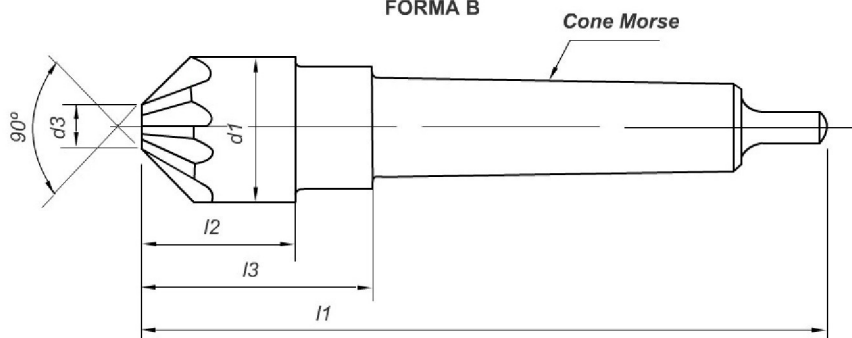 FORMA B
Cone Morse
90º
d3
d1
l2
l3
l1